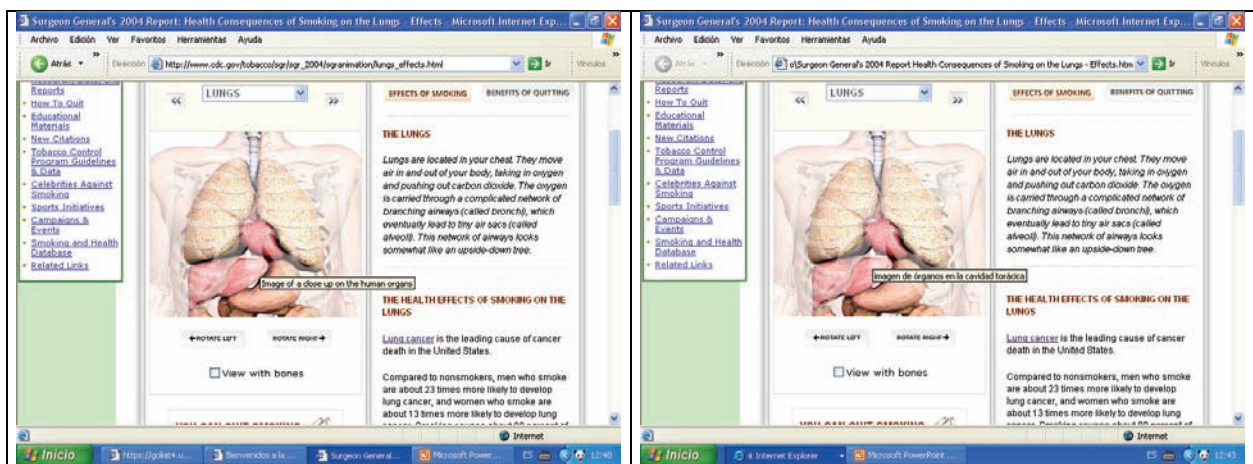 Surgeon General's 2004 Report: Health Consequences of Smoking on the Lungs - Effects - Microsoft Internet Exp...
Archivo Edición Ver Favoritos Herramientas Ayuda
Atrás Dirección http://www.cdc.gov/tobacco/sgr/sgr_2004/sgranimation/lungs_effects.html Ir Vínculos
Reports
How To Quit
Educational
Materials
New Citations
Tobacco Control
Program Guidelines
& Data
Celebrities Against
Smoking
Sports Initiatives
Campaigns &
Events
Smoking and Health
Database
Related Links
LUNGS
Image of a close up on the human organs
ROTATE LEFT ROTATE RIGHT
View with bones
YOU CAN QUIT SMOKING
EFFECTS OF SMOKING BENEFITS OF QUITTING
THE LUNGS
Lungs are located in your chest. They move
air in and out of your body, taking in oxygen
and pushing out carbon dioxide. The oxygen
is carried through a complicated network of
branching airways (called bronchi), which
eventually lead to tiny air sacs (called
alveoli). This network of airways looks
somewhat like an upside-down tree.
THE HEALTH EFFECTS OF SMOKING ON THE
LUNGS
Lung cancer is the leading cause of cancer
death in the United States.
Compared to nonsmokers, men who smoke
are about 23 times more likely to develop
lung cancer, and women who smoke are
about 13 times more likely to develop lung
Internet
Inicio https://goliat4.u... Bienvenidos a la ... Surgeon General... Microsoft Power... ES 12:45
Surgeon General's 2004 Report: Health Consequences of Smoking on the Lungs - Effects - Microsoft Internet Exp...
Archivo Edición Ver Favoritos Herramientas Ayuda
Atrás Dirección o\Surgeon General's 2004 Report Health Consequences of Smoking on the Lungs - Effects.htm Ir Vínculos
Reports
How To Quit
Educational
Materials
New Citations
Tobacco Control
Program Guidelines
& Data
Celebrities Against
Smoking
Sports Initiatives
Campaigns &
Events
Smoking and Health
Database
Related Links
LUNGS
Imagen de órganos en la cavidad torácica
ROTATE LEFT ROTATE RIGHT
View with bones
YOU CAN QUIT SMOKING
EFFECTS OF SMOKING BENEFITS OF QUITTING
THE LUNGS
Lungs are located in your chest. They move
air in and out of your body, taking in oxygen
and pushing out carbon dioxide. The oxygen
is carried through a complicated network of
branching airways (called bronchi), which
eventually lead to tiny air sacs (called
alveoli). This network of airways looks
somewhat like an upside-down tree.
THE HEALTH EFFECTS OF SMOKING ON THE
LUNGS
Lung cancer is the leading cause of cancer
death in the United States.
Compared to nonsmokers, men who smoke
are about 23 times more likely to develop
lung cancer, and women who smoke are
about 13 times more likely to develop lung
Internet
Inicio 4 Internet Explorer Microsoft PowerPoint ... ES 12:43